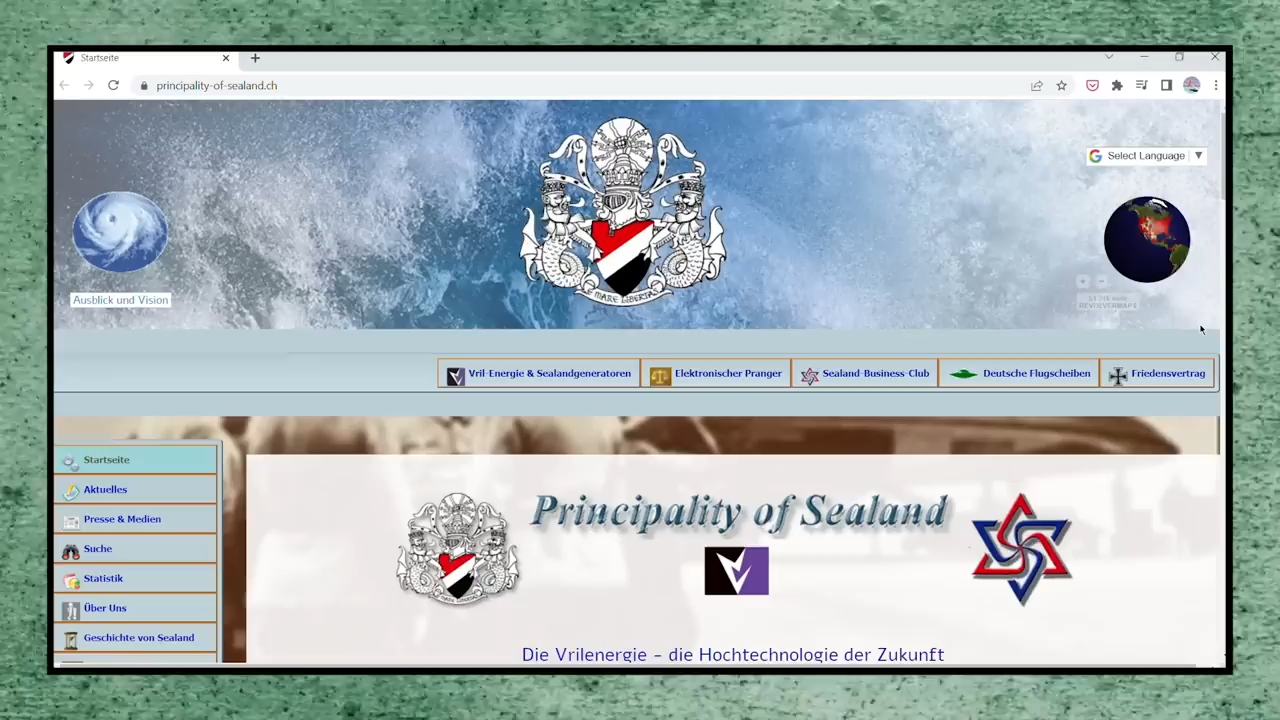 Startseite
principality-of-sealand.ch
E MARE LIBERTAS
Select Language
Ausblick und Vision
REVOLVERMAPS
Vril-Energie & Sealandgeneratoren
Elektronischer Pranger
Sealand-Business-Club
Deutsche Flugscheiben
Friedensvertrag
Startseite
Aktuelles
Presse & Medien
Suche
Statistik
Über Uns
Geschichte von Sealand
Principality of Sealand
Die Vrilenergie – die Hochtechnologie der Zukunft